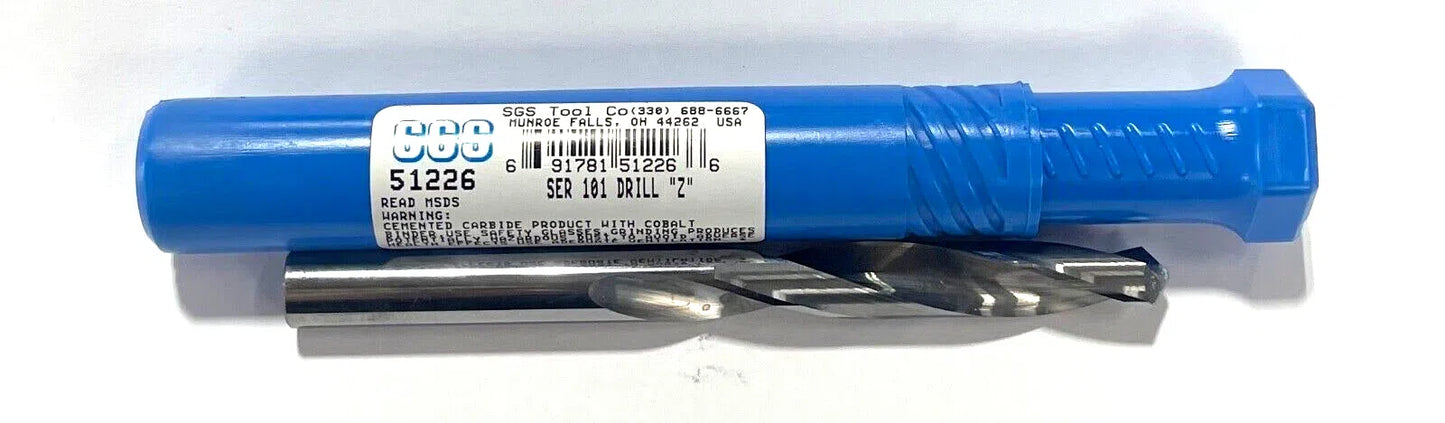 SGS Tool Co(330) 688-6667
MUNROE FALLS, OH 44262 USA
SGS
6 91781 51226 6
51226
SER 101 DRILL "Z"
READ MSDS
WARNING:
CEMENTED CARBIDE PRODUCT WITH COBALT
BINDER USE SAFETY GLASSES, GRINDING PRODUCES